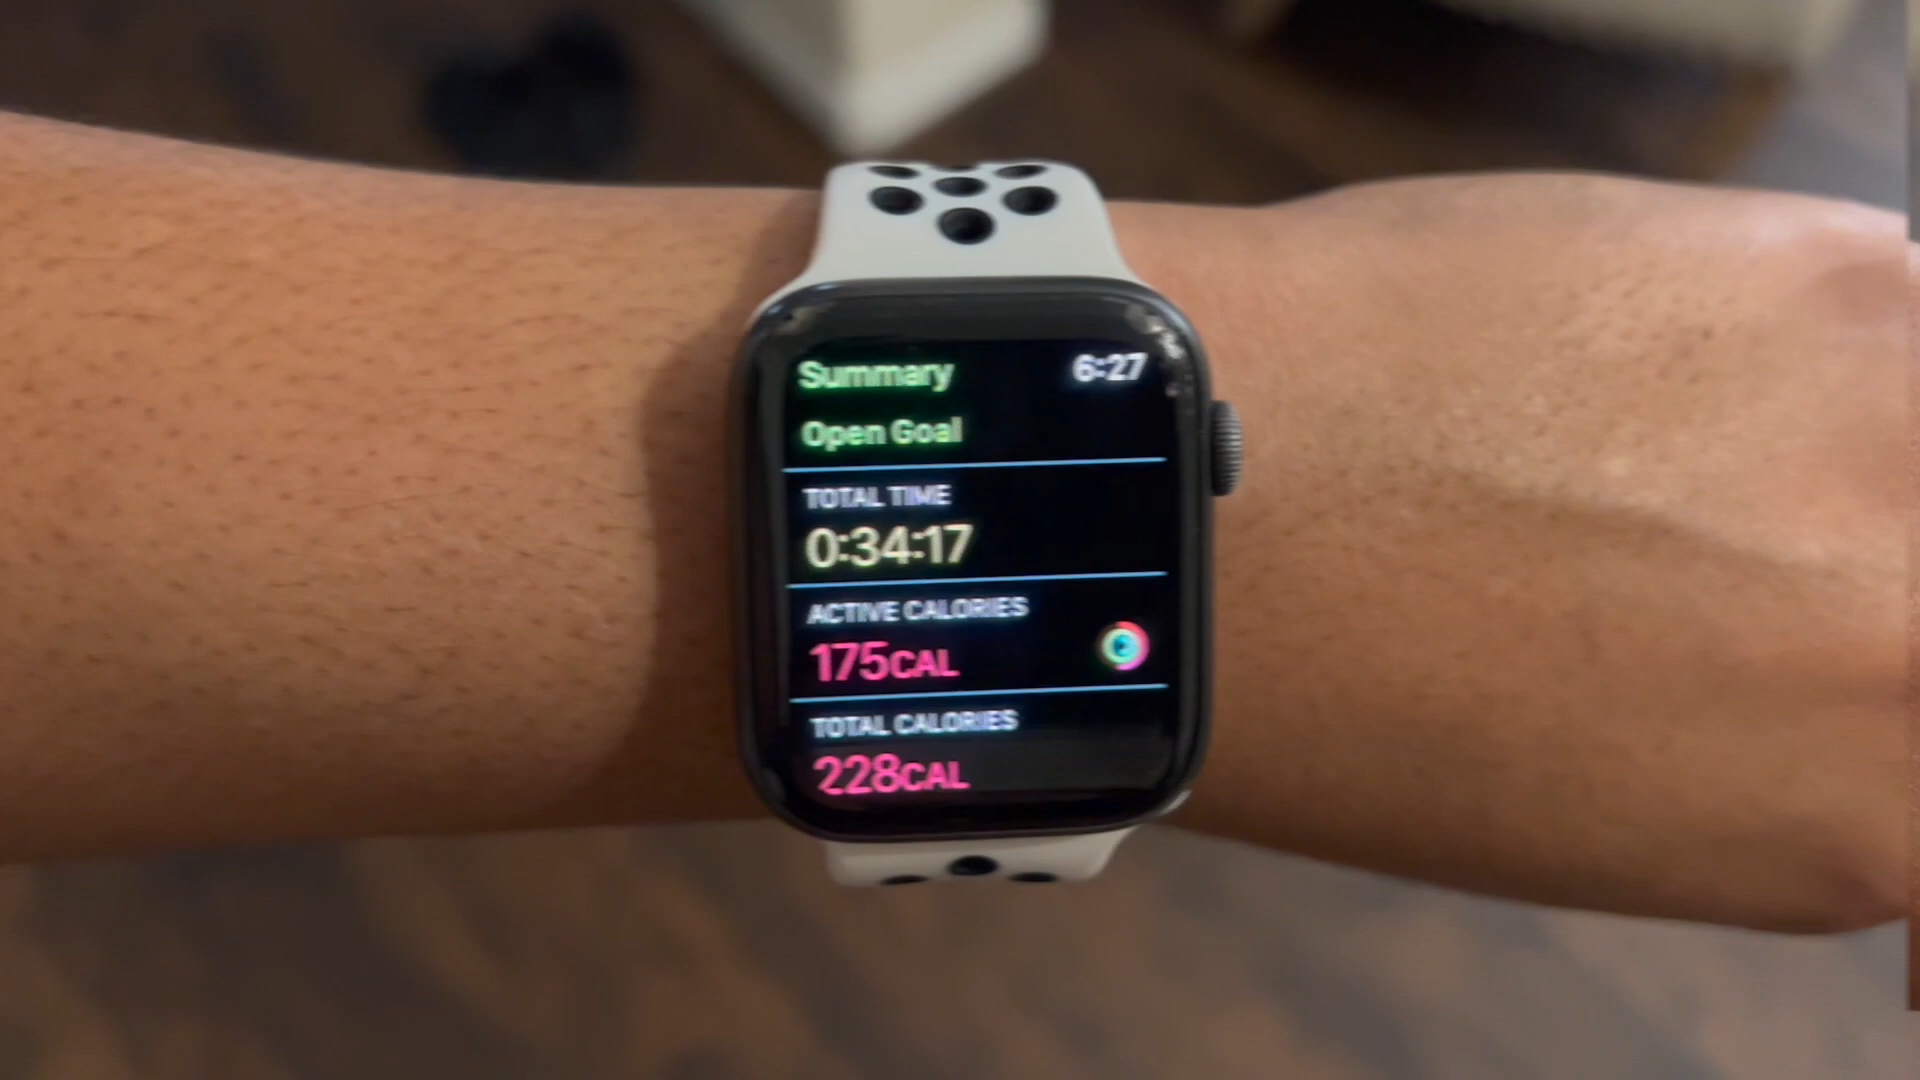 Summary 6:27
Open Goal
TOTAL TIME
0:34:17
ACTIVE CALORIES
175CAL
TOTAL CALORIES
228CAL